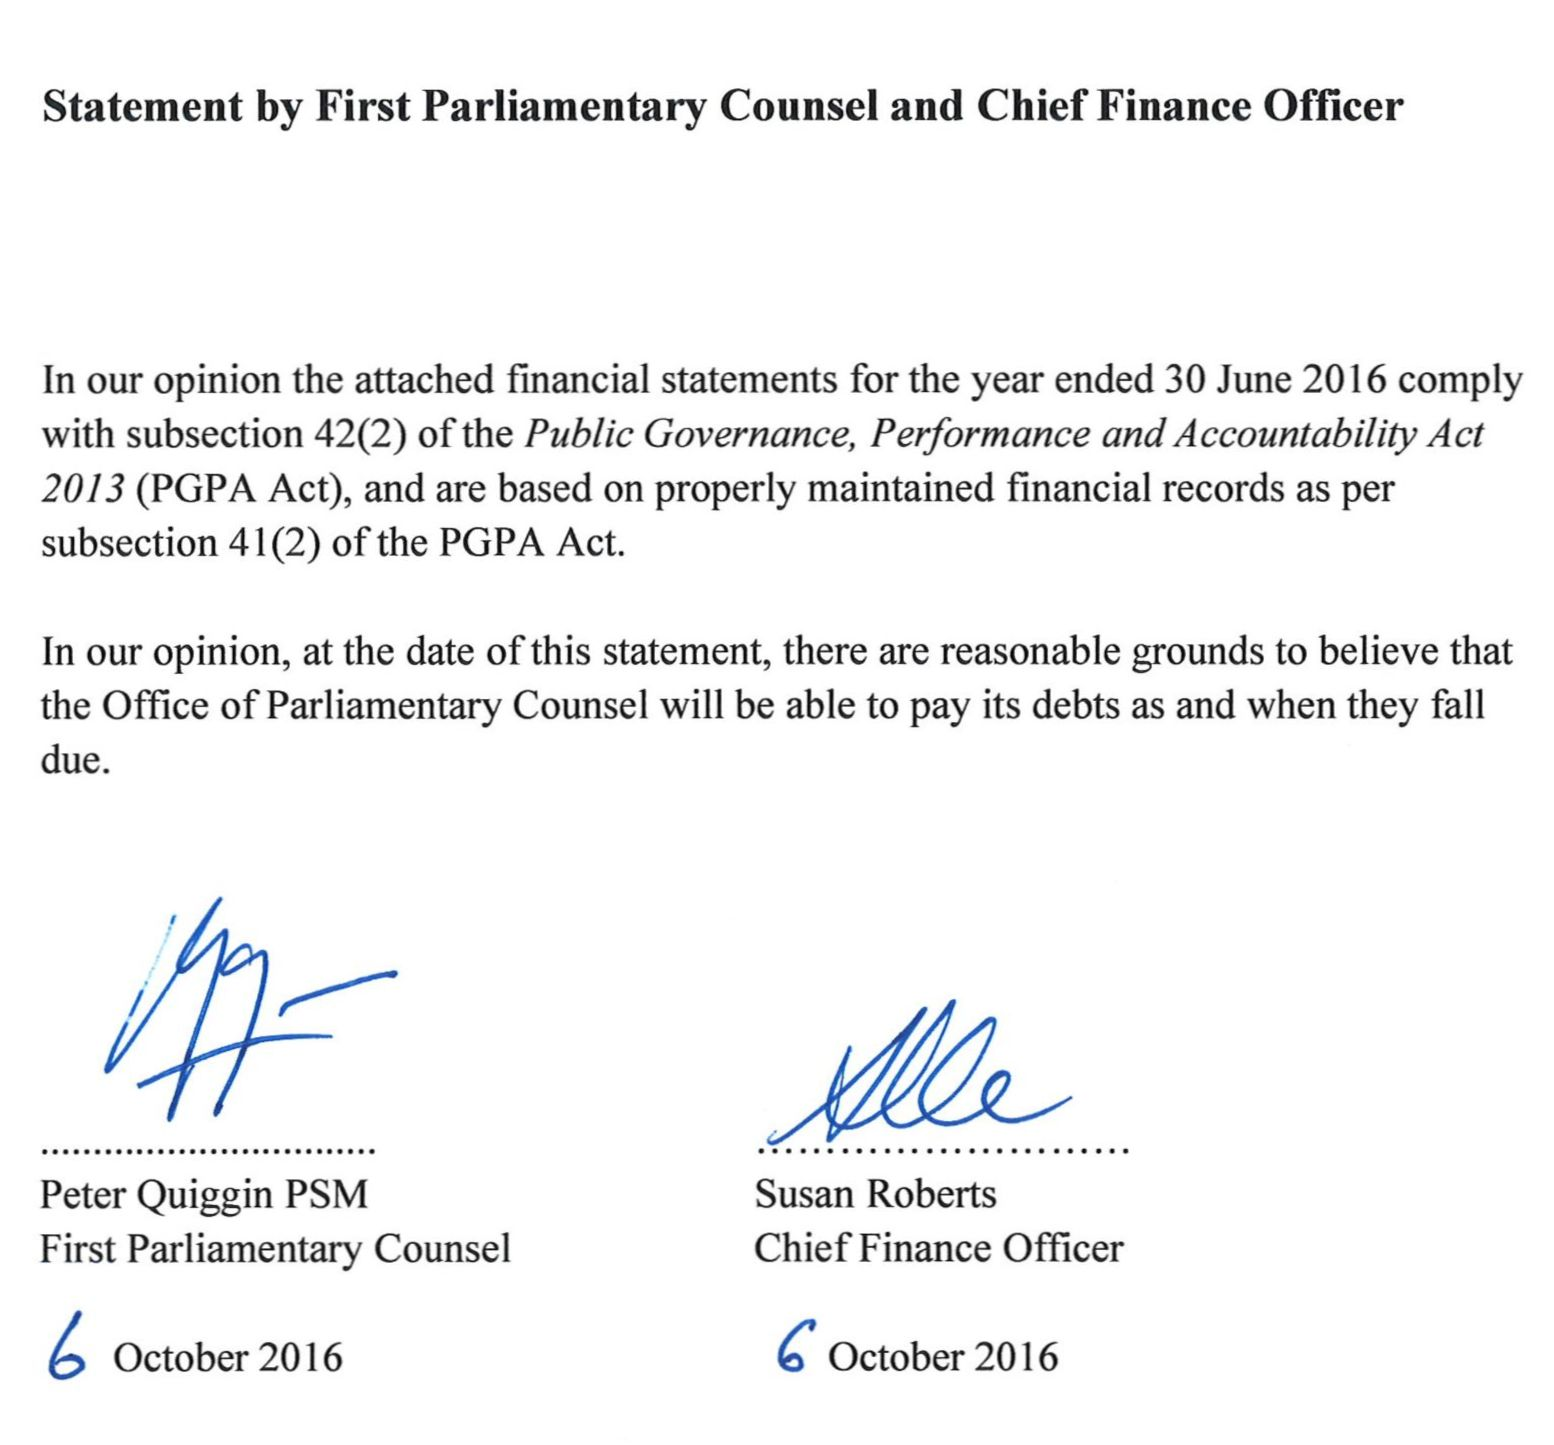 Statement by First Parliamentary Counsel and Chief Finance Officer
In our opinion the attached financial statements for the year ended 30 June 2016 comply
with subsection 42(2) of the Public Governance, Performance and Accountability Act
2013 (PGPA Act), and are based on properly maintained financial records as per
subsection 41(2) of the PGPA Act.
In our opinion, at the date of this statement, there are reasonable grounds to believe that
the Office of Parliamentary Counsel will be able to pay its debts as and when they fall
due.
Peter Quiggin PSM
First Parliamentary Counsel
6 October 2016
Susan Roberts
Chief Finance Officer
6 October 2016